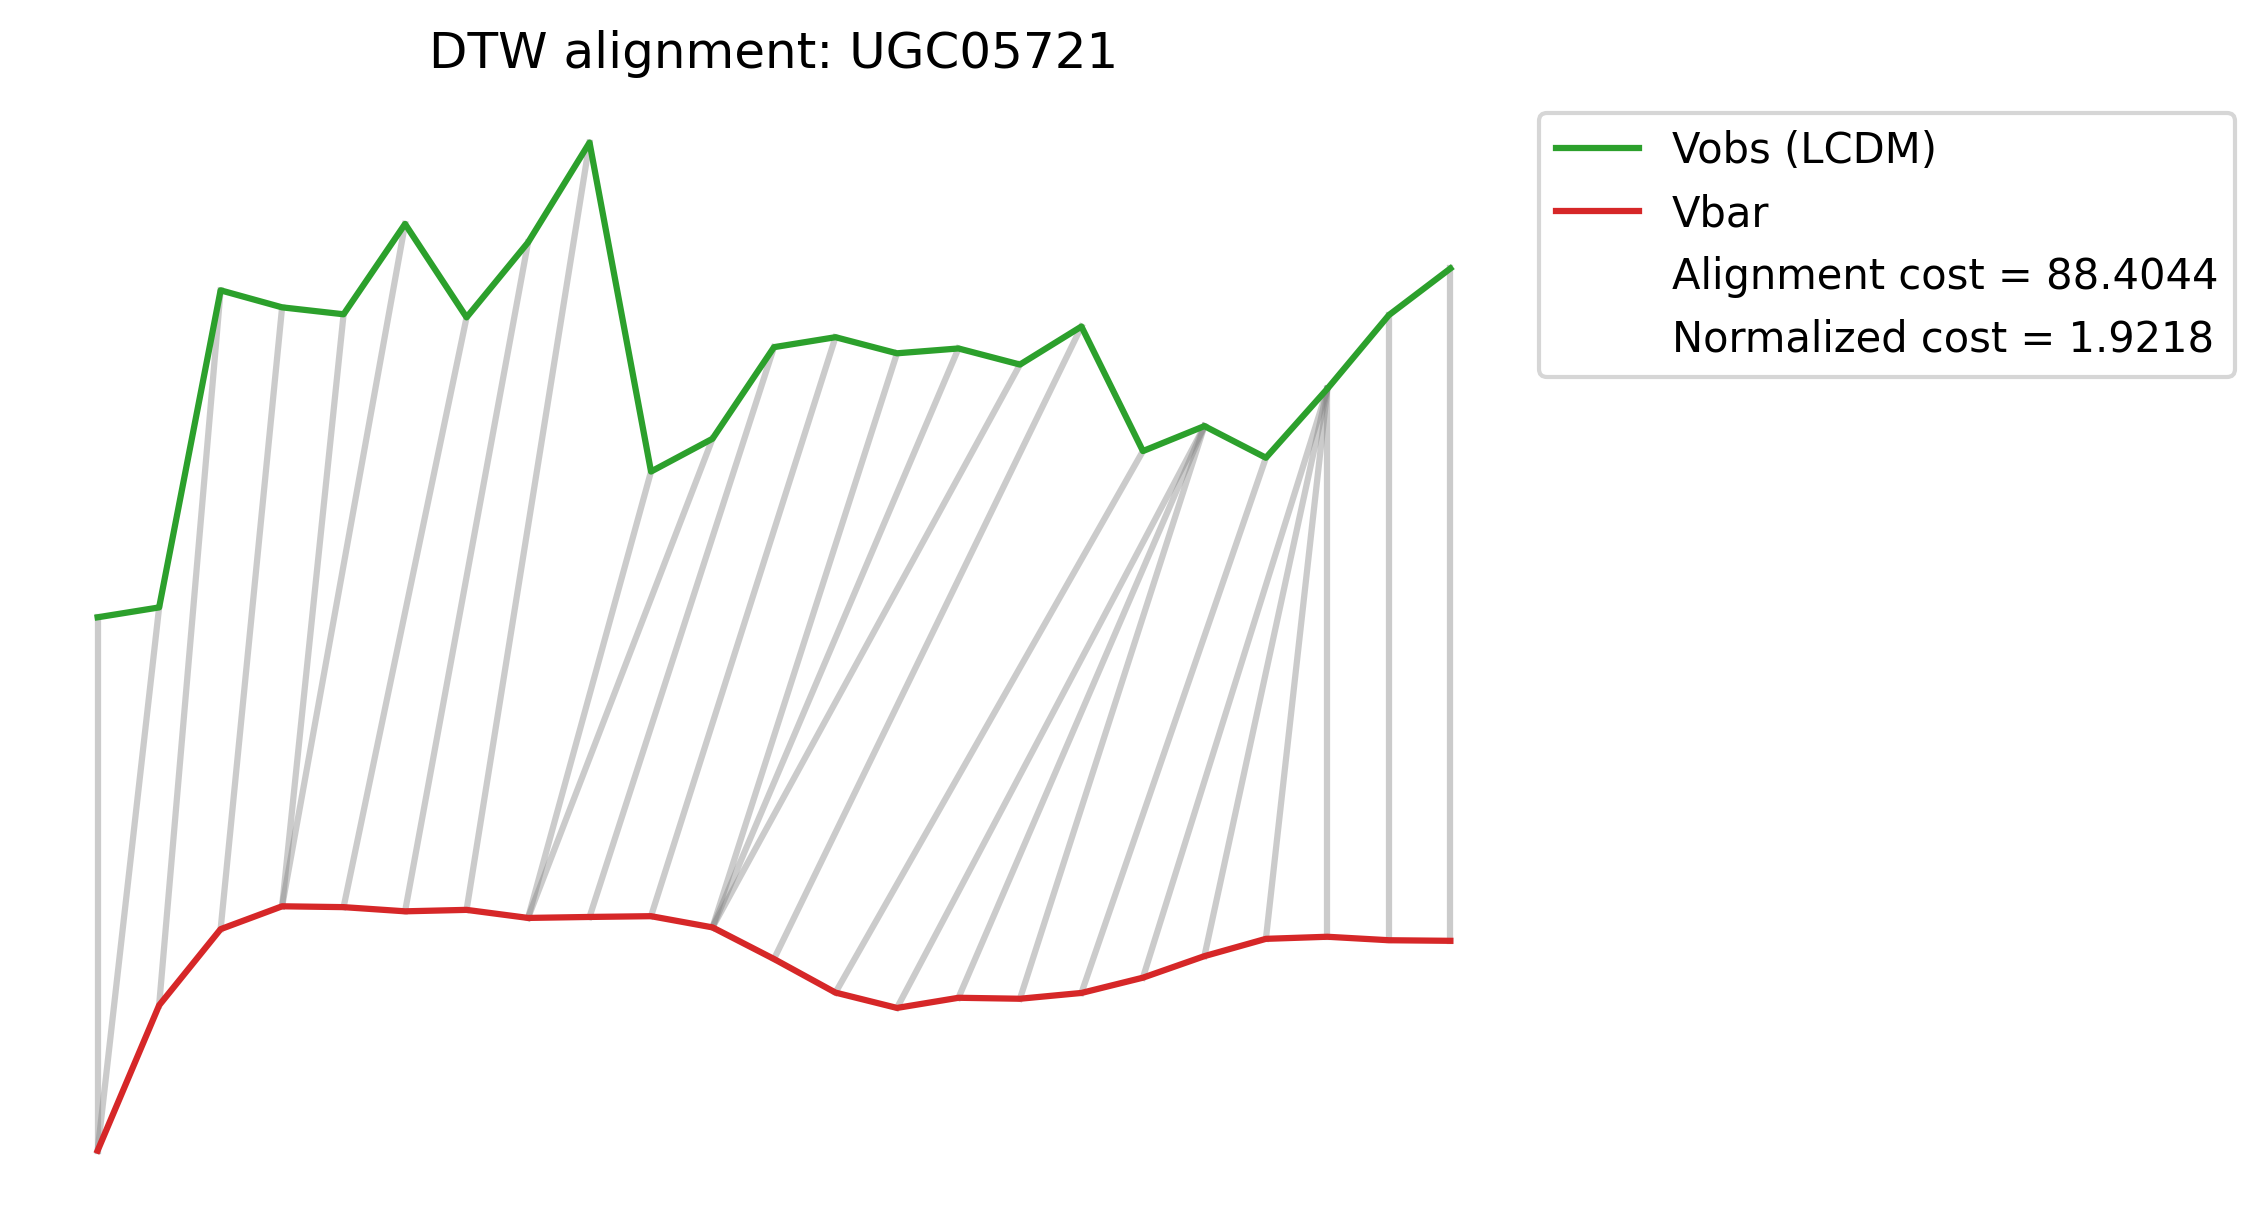 DTW alignment: UGC05721
Vobs (LCDM)
Vbar
Alignment cost = 88.4044
Normalized cost = 1.9218